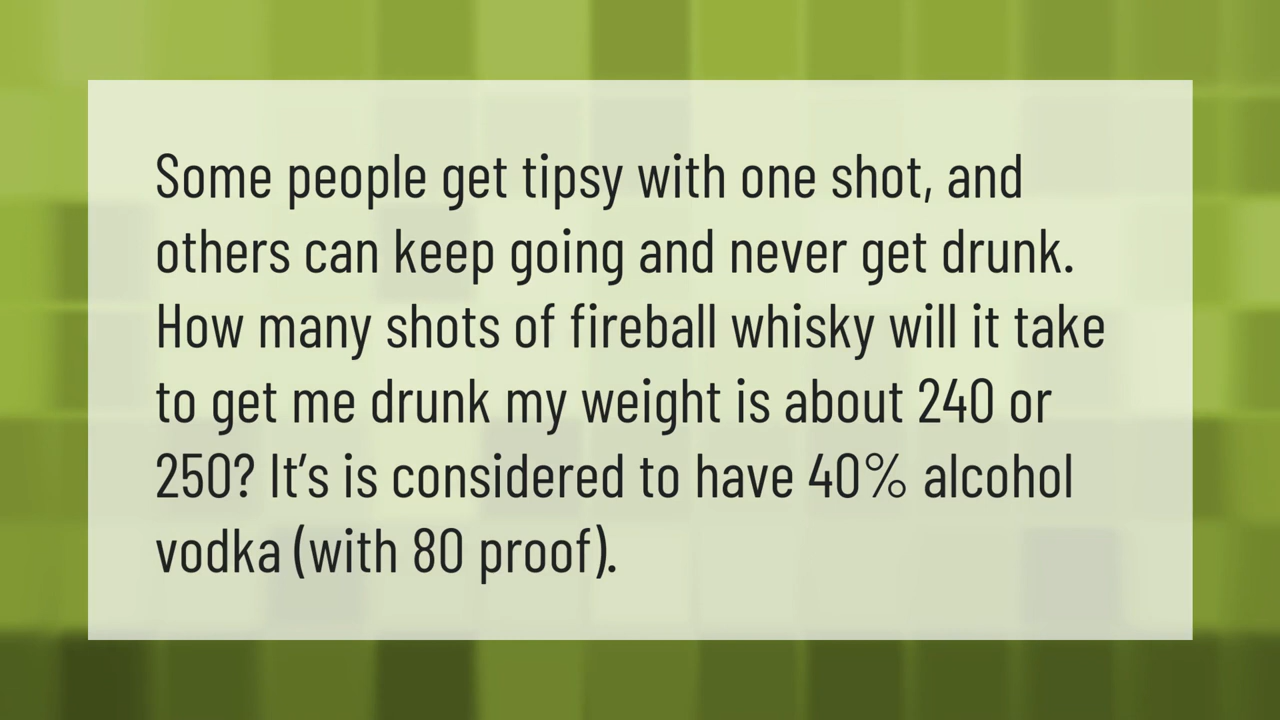 Some people get tipsy with one shot, and
others can keep going and never get drunk.
How many shots of fireball whisky will it take
to get me drunk my weight is about 240 or
250? It’s is considered to have 40% alcohol
vodka (with 80 proof).